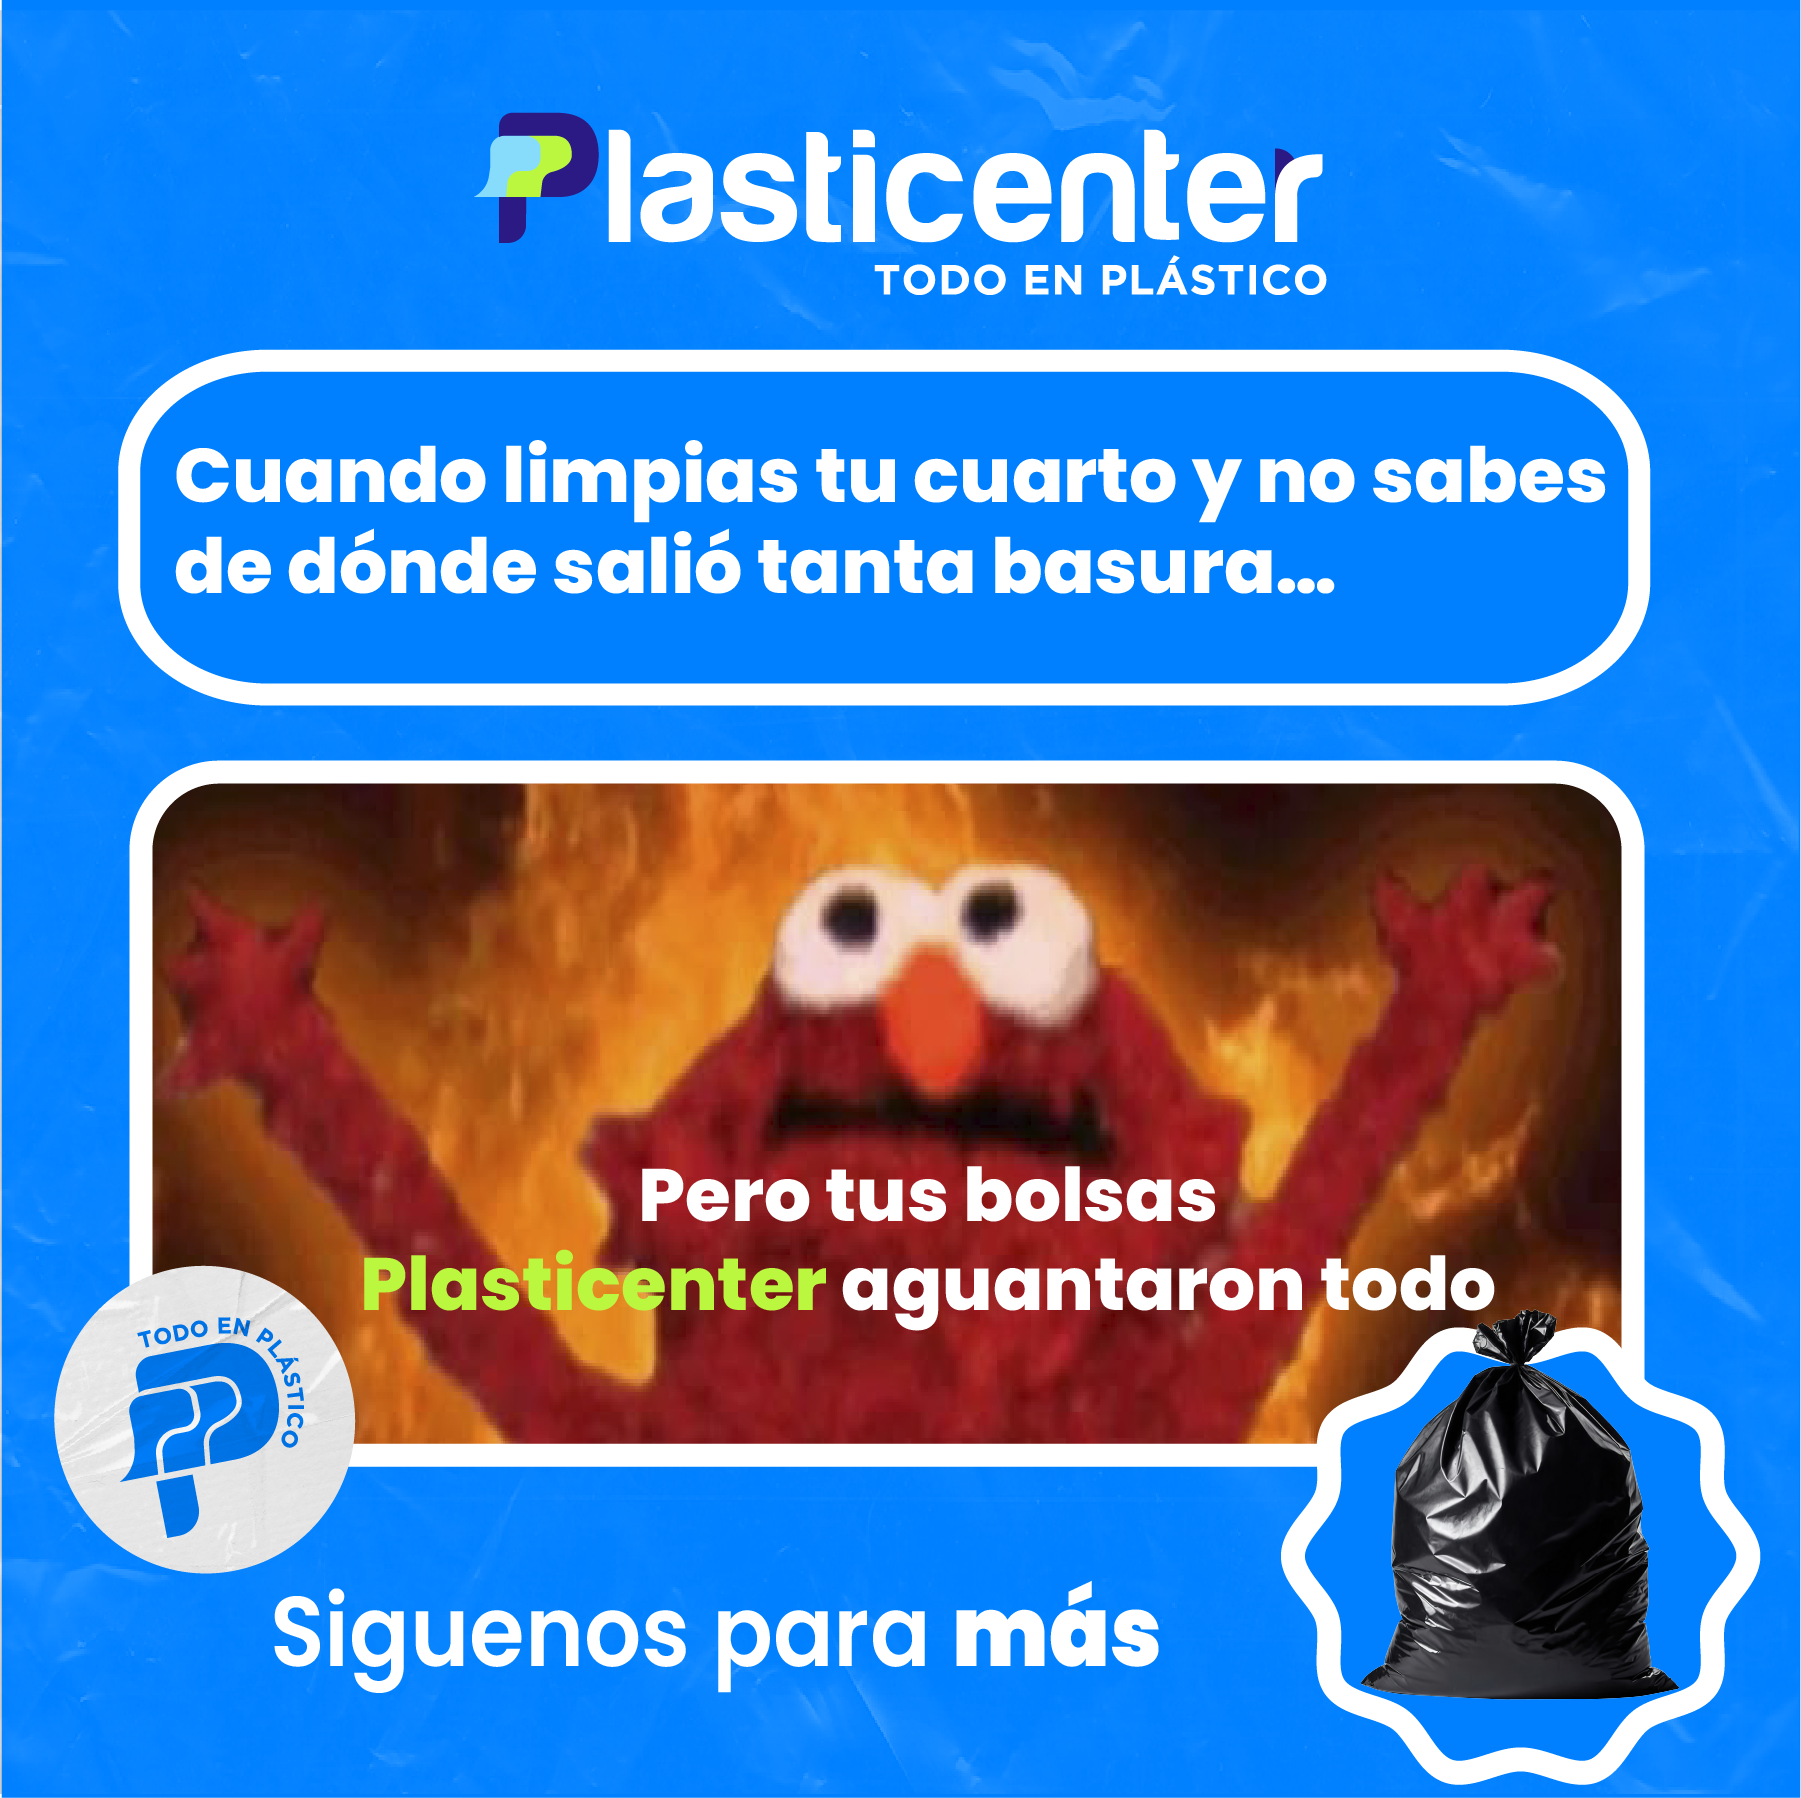 Plasticenter
TODO EN PLÁSTICO
Cuando limpias tu cuarto y no sabes
de dónde salió tanta basura...
Pero tus bolsas
Plasticenter aguantaron todo
TODO EN PLÁSTICO
Siguenos para más